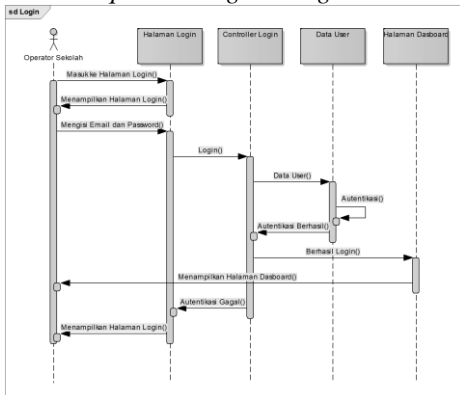 sd Login
Operator Sekolah
Halaman Login
Controller Login
Data User
Halaman Dasboard
Masukke Halaman Login()
Menampilkan Halaman Login()
Mengisi Email dan Password()
Login()
Data User()
Autentikasi()
Autentikasi Berhasil()
Berhasil Login()
Menampilkan Halaman Dasboard()
Autentikasi Gagal()
Menampilkan Halaman Login()